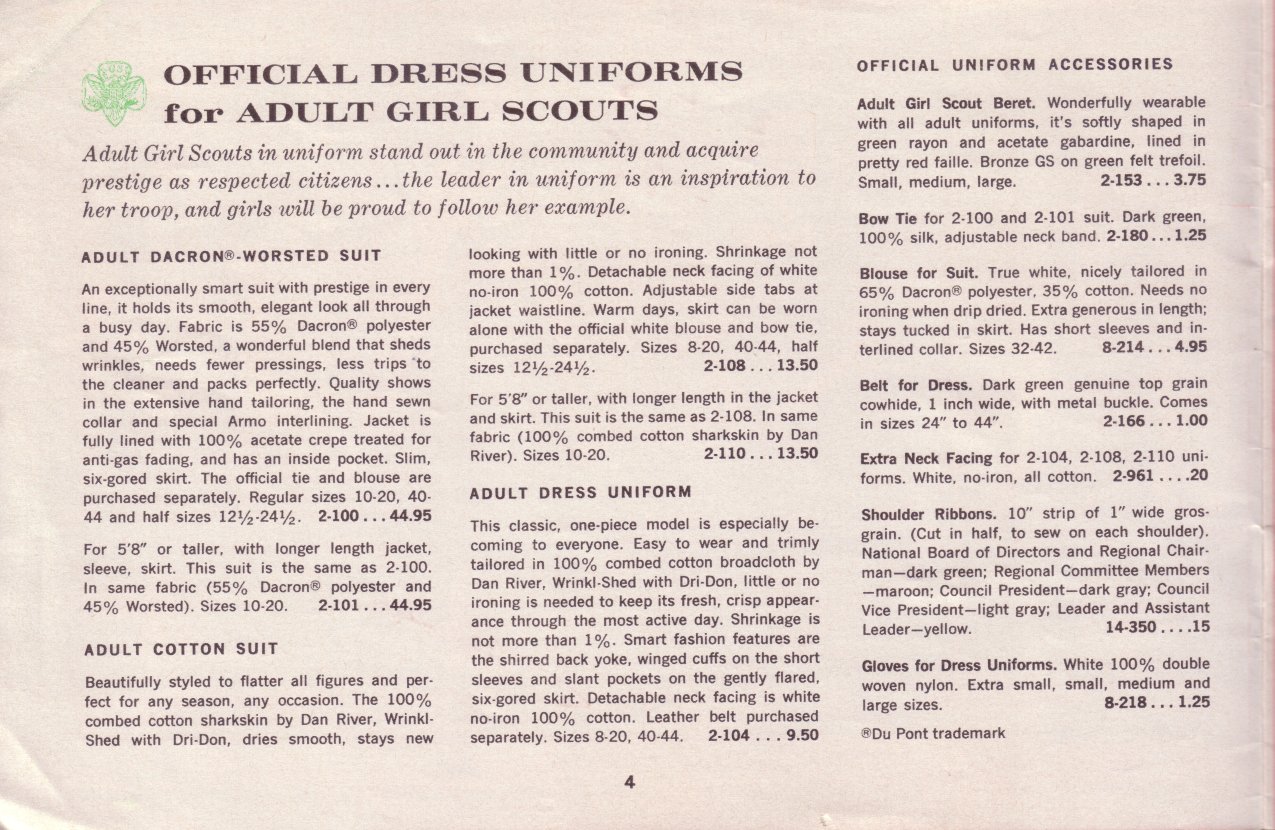 OFFICIAL DRESS UNIFORMS
for ADULT GIRL SCOUTS
Adult Girl Scouts in uniform stand out in the community and acquire
prestige as respected citizens...the leader in uniform is an inspiration to
her troop, and girls will be proud to follow her example.
ADULT DACRON®-WORSTED SUIT
An exceptionally smart suit with prestige in every
line, it holds its smooth, elegant look all through
a busy day. Fabric is 55% Dacron® polyester
and 45% Worsted, a wonderful blend that sheds
wrinkles, needs fewer pressings, less trips to
the cleaner and packs perfectly. Quality shows
in the extensive hand tailoring, the hand sewn
collar and special Armo interlining. Jacket is
fully lined with 100% acetate crepe treated for
anti-gas fading, and has an inside pocket. Slim,
six-gored skirt. The official tie and blouse are
purchased separately. Regular sizes 10-20, 40-
44 and half sizes 12½-24½. 2-100...44.95
For 5'8" or taller, with longer length jacket,
sleeve, skirt. This suit is the same as 2-100.
In same fabric (55% Dacron® polyester and
45% Worsted). Sizes 10-20. 2-101...44.95
ADULT COTTON SUIT
Beautifully styled to flatter all figures and per-
fect for any season, any occasion. The 100%
combed cotton sharkskin by Dan River, Wrinkl-
Shed with Dri-Don, dries smooth, stays new
looking with little or no ironing. Shrinkage not
more than 1%. Detachable neck facing of white
no-iron 100% cotton. Adjustable side tabs at
jacket waistline. Warm days, skirt can be worn
alone with the official white blouse and bow tie,
purchased separately. Sizes 8-20, 40-44, half
sizes 12½-24½. 2-108...13.50
For 5'8" or taller, with longer length in the jacket
and skirt. This suit is the same as 2-108. In same
fabric (100% combed cotton sharkskin by Dan
River). Sizes 10-20. 2-110...13.50
ADULT DRESS UNIFORM
This classic, one-piece model is especially be-
coming to everyone. Easy to wear and trimly
tailored in 100% combed cotton broadcloth by
Dan River, Wrinkl-Shed with Dri-Don, little or no
ironing is needed to keep its fresh, crisp appear-
ance through the most active day. Shrinkage is
not more than 1%. Smart fashion features are
the shirred back yoke, winged cuffs on the short
sleeves and slant pockets on the gently flared,
six-gored skirt. Detachable neck facing is white
no-iron 100% cotton. Leather belt purchased
separately. Sizes 8-20, 40-44. 2-104...9.50
OFFICIAL UNIFORM ACCESSORIES
Adult Girl Scout Beret. Wonderfully wearable
with all adult uniforms, it's softly shaped in
green rayon and acetate gabardine, lined in
pretty red faille. Bronze GS on green felt trefoil.
Small, medium, large. 2-153...3.75
Bow Tie for 2-100 and 2-101 suit. Dark green,
100% silk, adjustable neck band. 2-180...1.25
Blouse for Suit. True white, nicely tailored in
65% Dacron® polyester, 35% cotton. Needs no
ironing when drip dried. Extra generous in length;
stays tucked in skirt. Has short sleeves and in-
terlined collar. Sizes 32-42. 8-214...4.95
Belt for Dress. Dark green genuine top grain
cowhide, 1 inch wide, with metal buckle. Comes
in sizes 24" to 44". 2-166...1.00
Extra Neck Facing for 2-104, 2-108, 2-110 uni-
forms. White, no-iron, all cotton. 2-961....20
Shoulder Ribbons. 10" strip of 1" wide gros-
grain. (Cut in half, to sew on each shoulder).
National Board of Directors and Regional Chair-
man—dark green; Regional Committee Members
—maroon; Council President—dark gray; Council
Vice President—light gray; Leader and Assistant
Leader—yellow. 14-350....15
Gloves for Dress Uniforms. White 100% double
woven nylon. Extra small, small, medium and
large sizes. 8-218...1.25
®Du Pont trademark
4